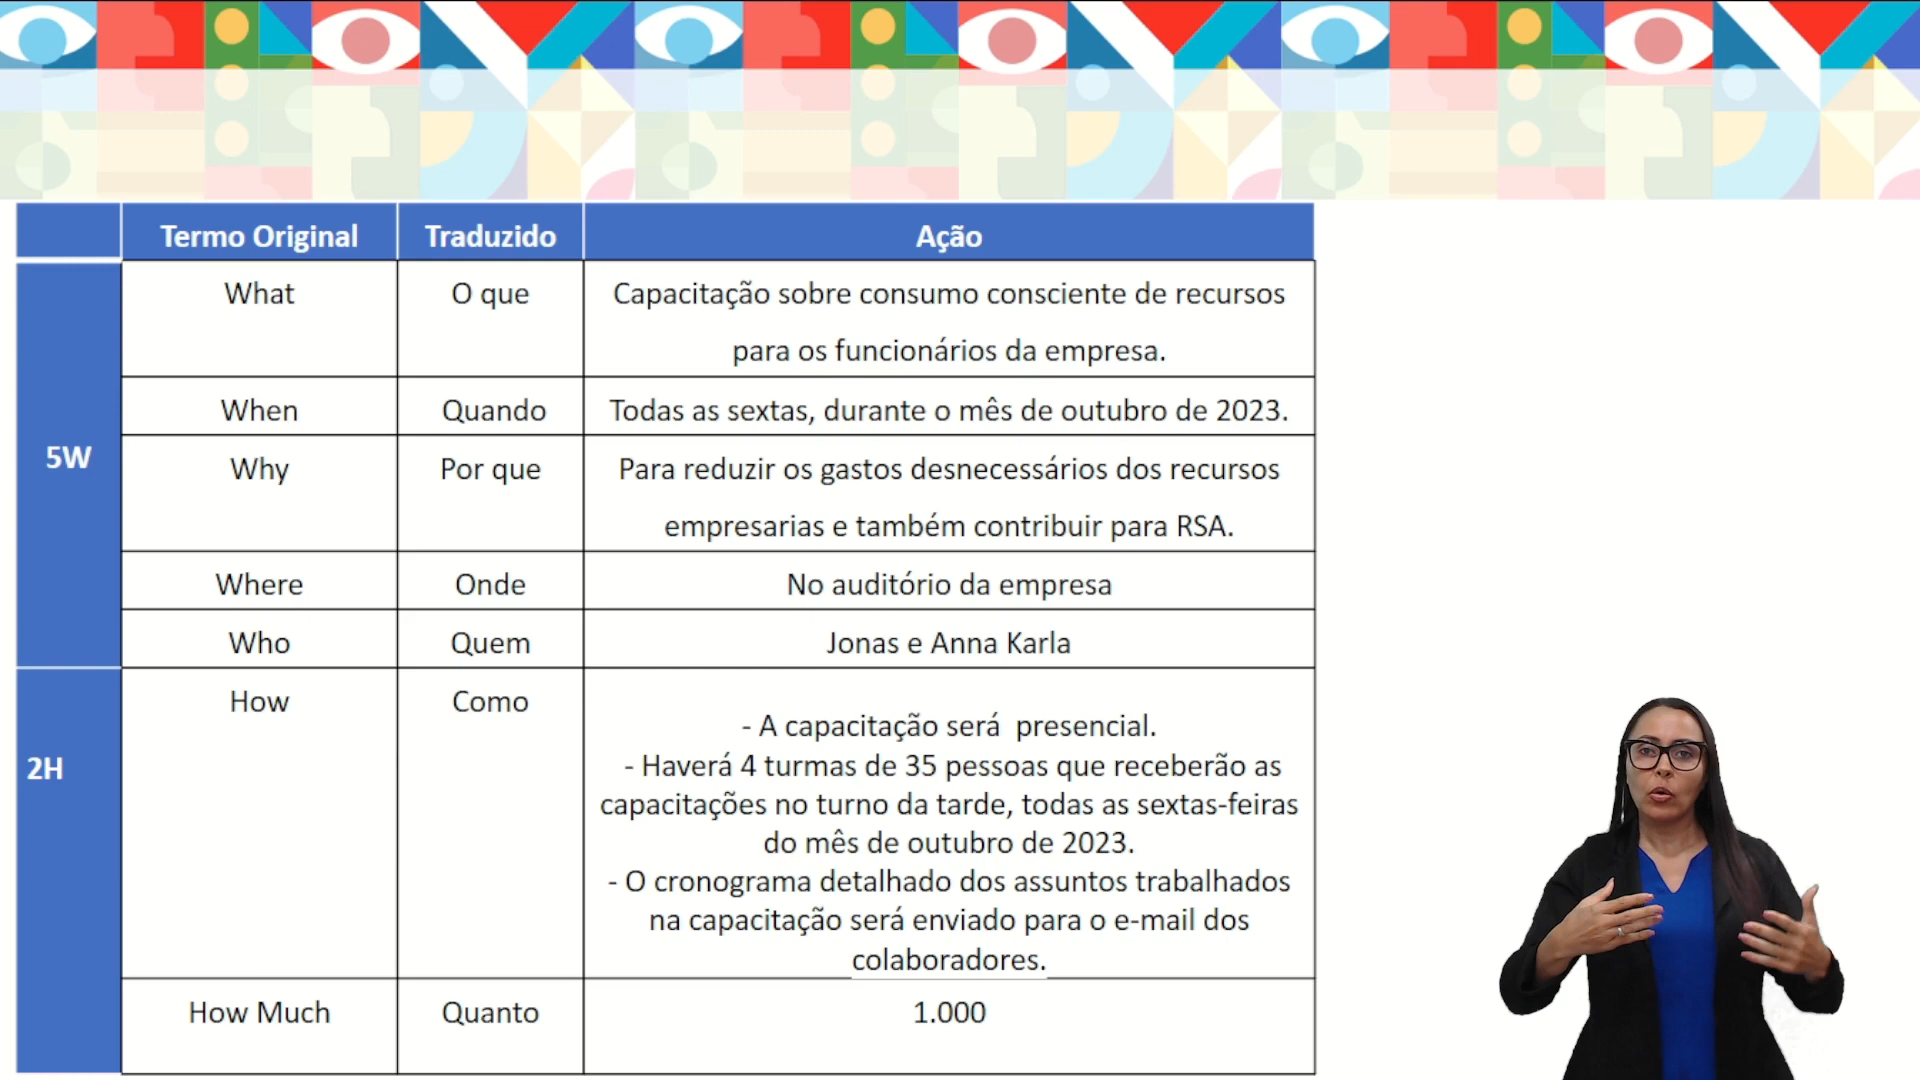 Termo Original Traduzido Ação
5W
What O que Capacitação sobre consumo consciente de recursos
para os funcionários da empresa.
When Quando Todas as sextas, durante o mês de outubro de 2023.
Why Por que Para reduzir os gastos desnecessários dos recursos
empresarias e também contribuir para RSA.
Where Onde No auditório da empresa
Who Quem Jonas e Anna Karla
2H
How Como
- A capacitação será presencial.
- Haverá 4 turmas de 35 pessoas que receberão as
capacitações no turno da tarde, todas as sextas-feiras
do mês de outubro de 2023.
- O cronograma detalhado dos assuntos trabalhados
na capacitação será enviado para o e-mail dos
colaboradores.
How Much Quanto 1.000